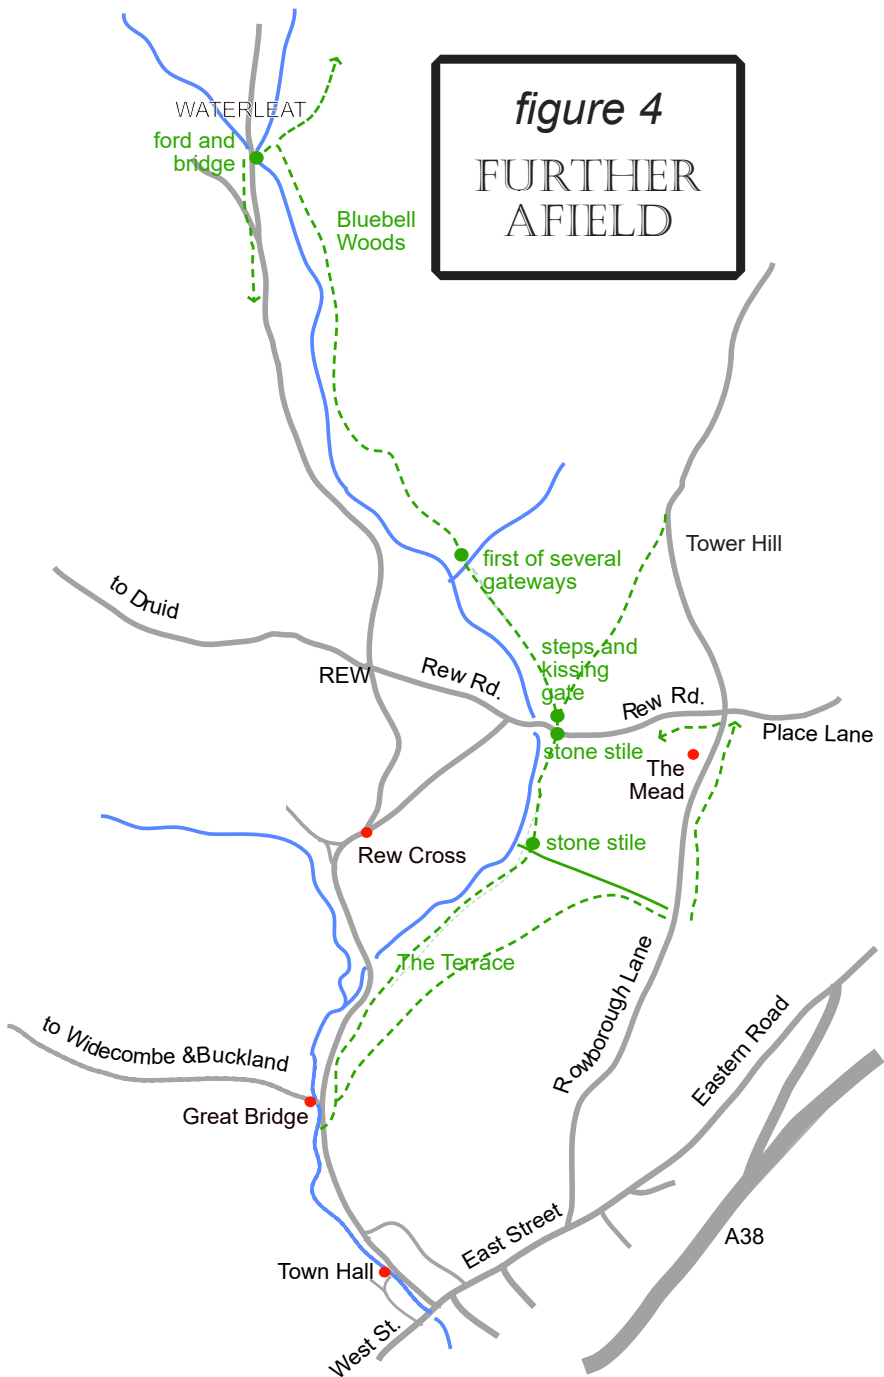 figure 4
FURTHER
AFIELD
WATERLEAT
ford and
bridge
Bluebell
Woods
Tower Hill
first of several
gateways
to Druid
steps and
kissing
gate
REW
Rew Rd.
Rew Rd.
Place Lane
stone stile
The
Mead
stone stile
Rew Cross
The Terrace
Rowborough Lane
Eastern Road
to Widecombe &Buckland
Great Bridge
East Street
A38
Town Hall
West St.